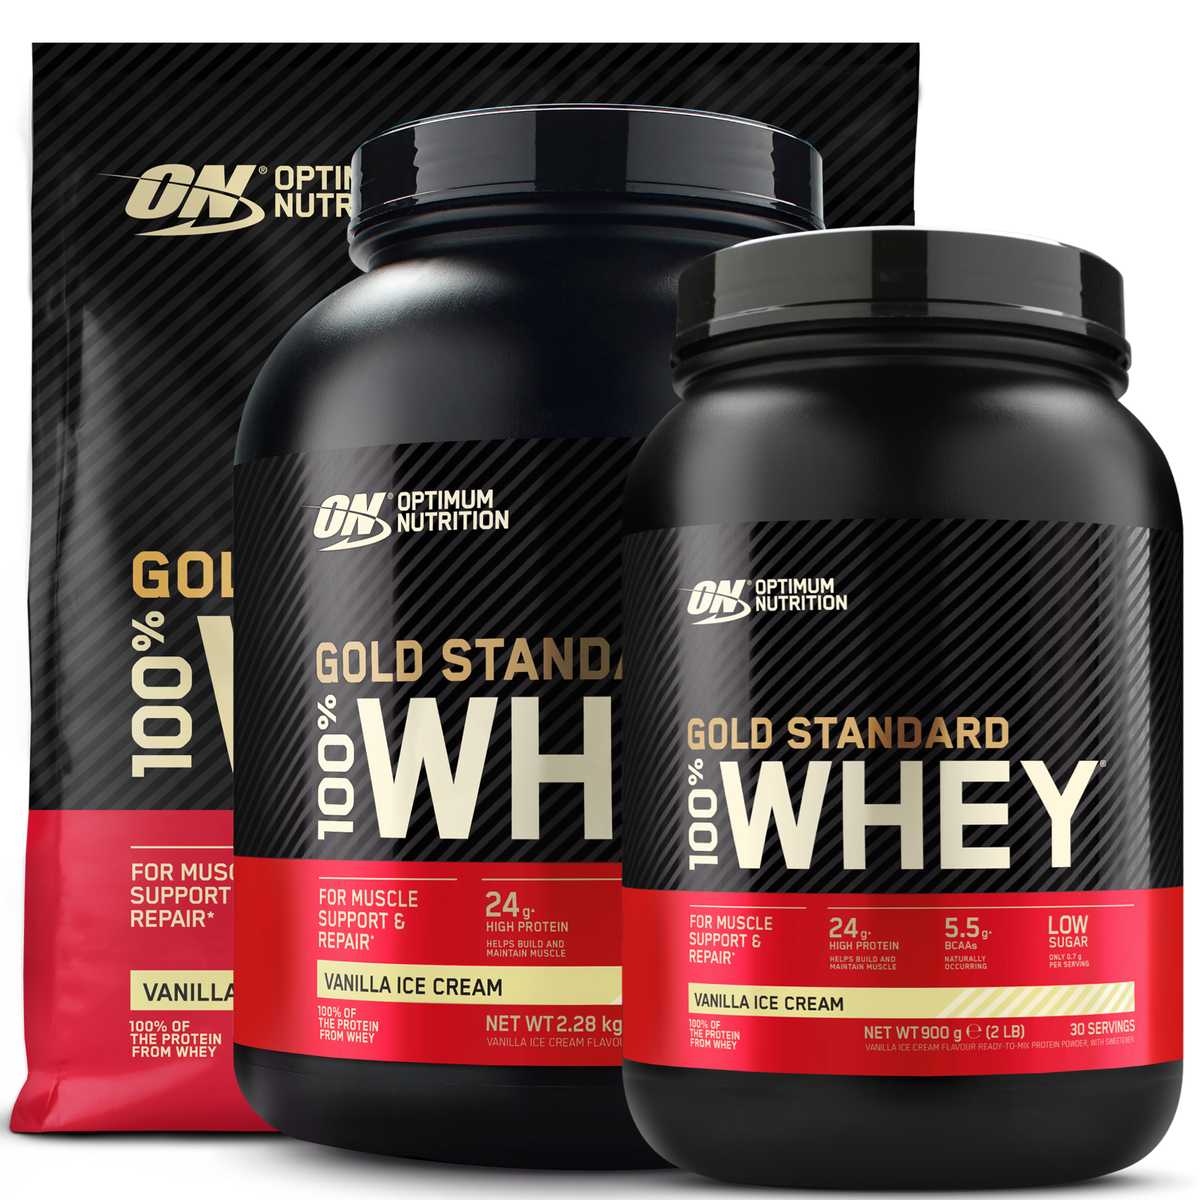 ON® OPTIM
NUTR
GOL
100%
FOR MUSC
SUPPORT
REPAIR*
VANILLA
100% OF
THE PROTEIN
FROM WHEY
ON® OPTIMUM
NUTRITION
GOLD STANDA
100% WH
FOR MUSCLE
SUPPORT &
REPAIR*
24g*
HIGH PROTEIN
HELPS BUILD AND
MAINTAIN MUSCLE
VANILLA ICE CREAM
100% OF
THE PROTEIN
FROM WHEY
NET WT 2.28 kg
VANILLA ICE CREAM FLAVOU
ON® OPTIMUM
NUTRITION
GOLD STANDARD
100% WHEY®
FOR MUSCLE
SUPPORT &
REPAIR*
24g*
HIGH PROTEIN
HELPS BUILD AND
MAINTAIN MUSCLE
5.5g*
BCAAs
NATURALLY
OCCURRING
LOW
SUGAR
ONLY 0.7 g
PER SERVING
VANILLA ICE CREAM
100% OF
THE PROTEIN
FROM WHEY
NET WT 900 g ℮ (2 LB)
30 SERVINGS
VANILLA ICE CREAM FLAVOUR READY-TO-MIX PROTEIN POWDER, WITH SWEETENER